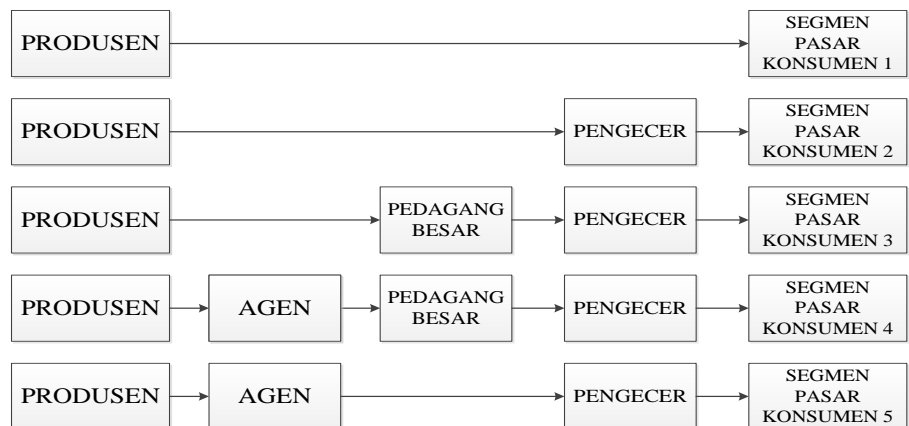 PRODUSEN
SEGMEN
PASAR
KONSUMEN 1
PRODUSEN
PENGECER
SEGMEN
PASAR
KONSUMEN 2
PRODUSEN
PEDAGANG
BESAR
PENGECER
SEGMEN
PASAR
KONSUMEN 3
PRODUSEN
AGEN
PEDAGANG
BESAR
PENGECER
SEGMEN
PASAR
KONSUMEN 4
PRODUSEN
AGEN
PENGECER
SEGMEN
PASAR
KONSUMEN 5